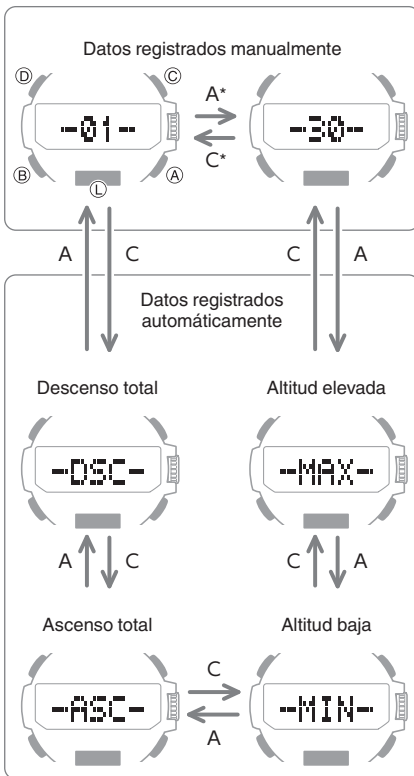 Datos registrados manualmente
D
C
-01-
A*
C*
-30-
B
A
L
A
C
C
A
Datos registrados
automáticamente
Descenso total
Altitud elevada
-DSC-
-MAX-
A
C
C
A
Ascenso total
Altitud baja
-ASC-
C
A
-MIN-